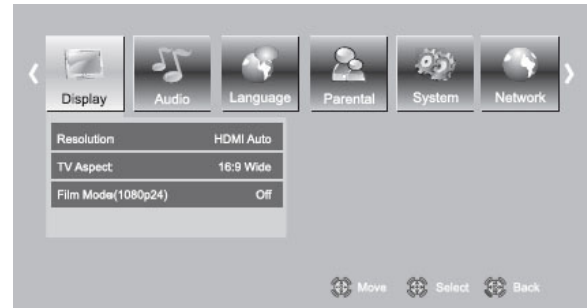 Display Audio Language Parental System Network
Resolution HDMI Auto
TV Aspect: 16:9 Wide
Film Mode(1080p24) Off
Move Select Back